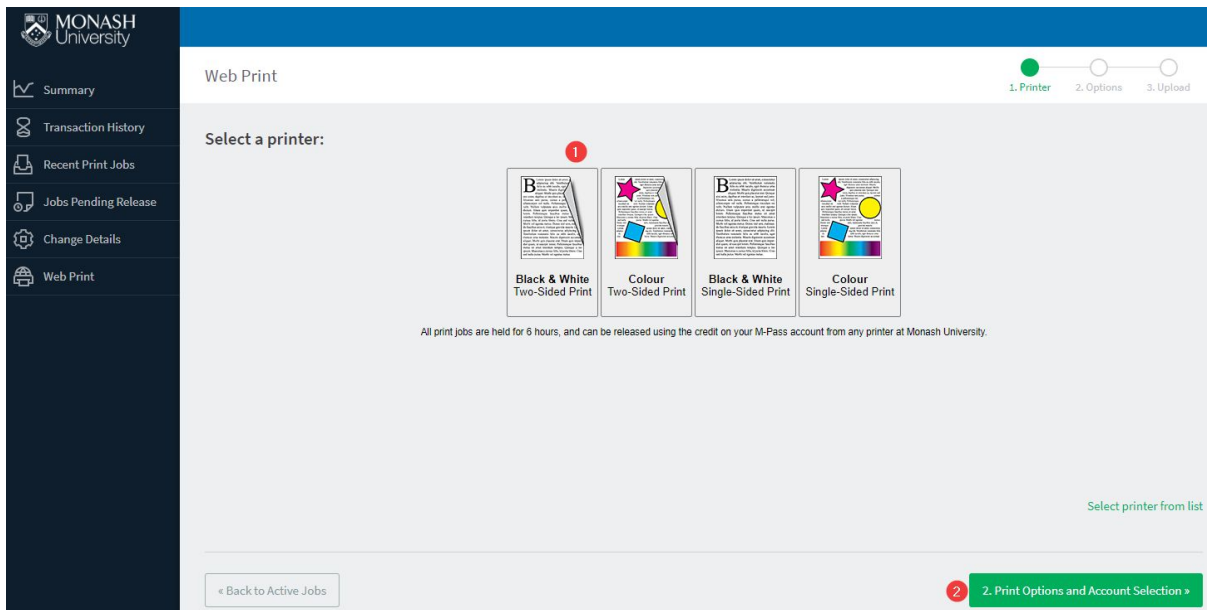 MONASH
University
Summary
Transaction History
Recent Print Jobs
Jobs Pending Release
Change Details
Web Print
Web Print
1. Printer
2. Options
3. Upload
Select a printer:
1
B
B
Black & White
Two-Sided Print
Colour
Two-Sided Print
Black & White
Single-Sided Print
Colour
Single-Sided Print
All print jobs are held for 6 hours, and can be released using the credit on your M-Pass account from any printer at Monash University.
Select printer from list
« Back to Active Jobs
2
2. Print Options and Account Selection »